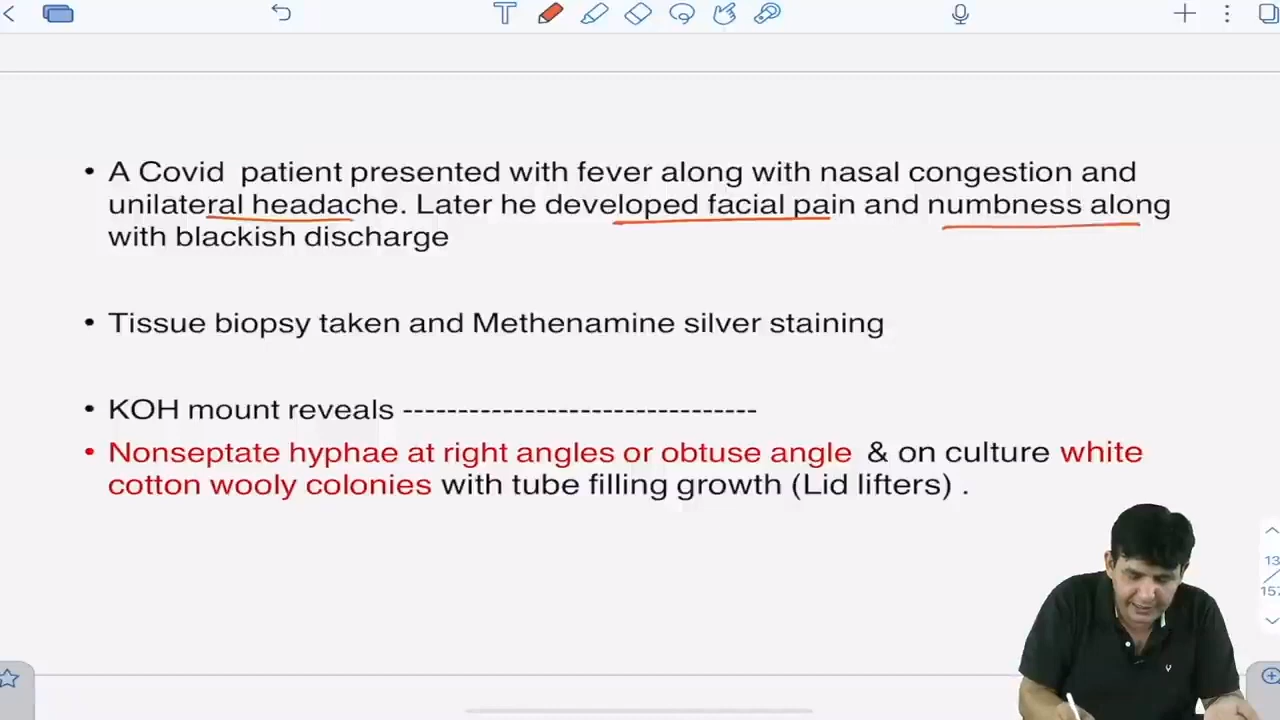 • A Covid patient presented with fever along with nasal congestion and
unilateral headache. Later he developed facial pain and numbness along
with blackish discharge
• Tissue biopsy taken and Methenamine silver staining
• KOH mount reveals --------------------------------
• Nonseptate hyphae at right angles or obtuse angle & on culture white
cotton wooly colonies with tube filling growth (Lid lifters) .
13
157